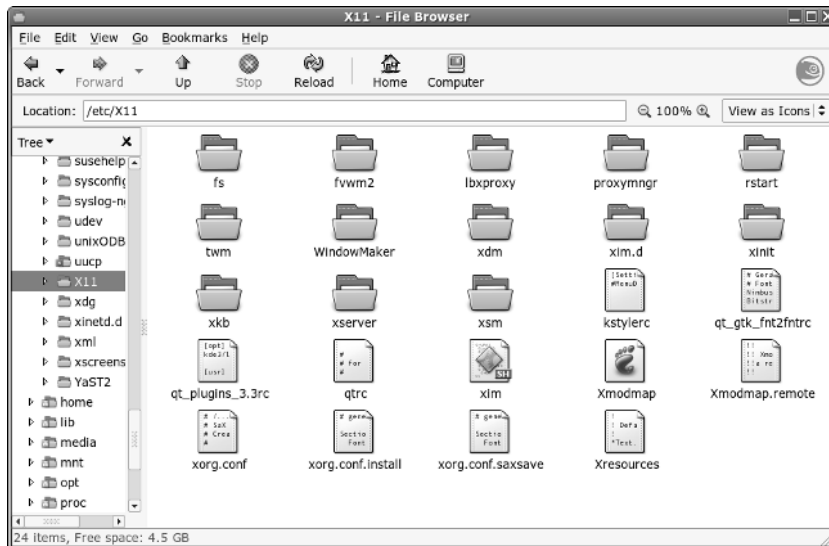 X11 - File Browser
File Edit View Go Bookmarks Help
Back Forward Up Stop Reload Home Computer
Location: /etc/X11 100% View as Icons
Tree
susehelp
sysconfig
syslog-n
udev
unixODB
uucp
X11
xdg
xinetd.d
xml
xscreens
YaST2
home
lib
media
mnt
opt
proc
fs fvwm2 lbxproxy proxymngr rstart
twm WindowMaker xdm xim.d xinit
xkb xserver xsm kstylerc qt_gtk_fnt2fntrc
qt_plugins_3.3rc qtrc xim Xmodmap Xmodmap.remote
xorg.conf xorg.conf.install xorg.conf.saxsave Xresources
24 items, Free space: 4.5 GB